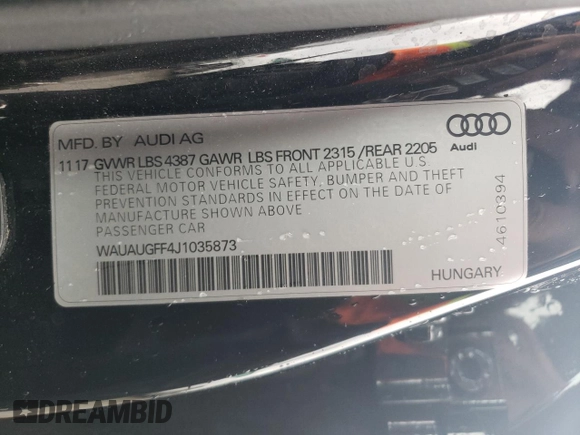 MFD. BY AUDI AG
11 17 GVWR LBS 4387 GAWR LBS FRONT 2315 /REAR 2205
THIS VEHICLE CONFORMS TO ALL APPLICABLE U.S.
FEDERAL MOTOR VEHICLE SAFETY, BUMPER AND THEFT
PREVENTION STANDARDS IN EFFECT ON THE DATE OF
MANUFACTURE SHOWN ABOVE
PASSENGER CAR
WAUAUGFF4J1035873
Audi
4610394
HUNGARY
DREAMBID